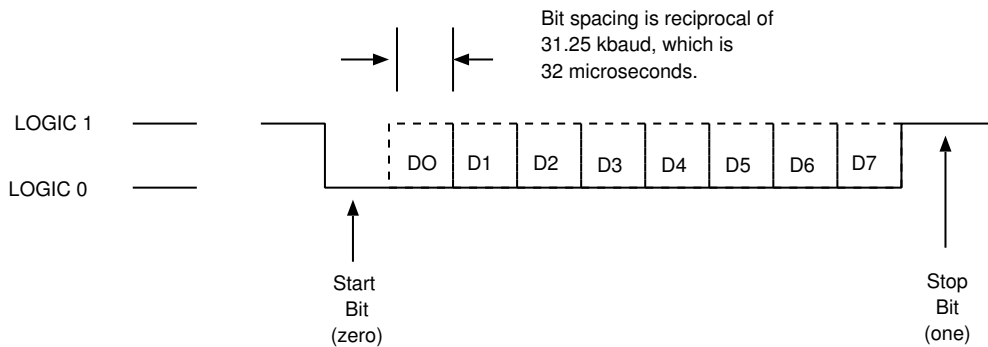 Bit spacing is reciprocal of
31.25 kbaud, which is
32 microseconds.
LOGIC 1
DO D1 D2 D3 D4 D5 D6 D7
LOGIC 0
Start
Bit
(zero)
Stop
Bit
(one)